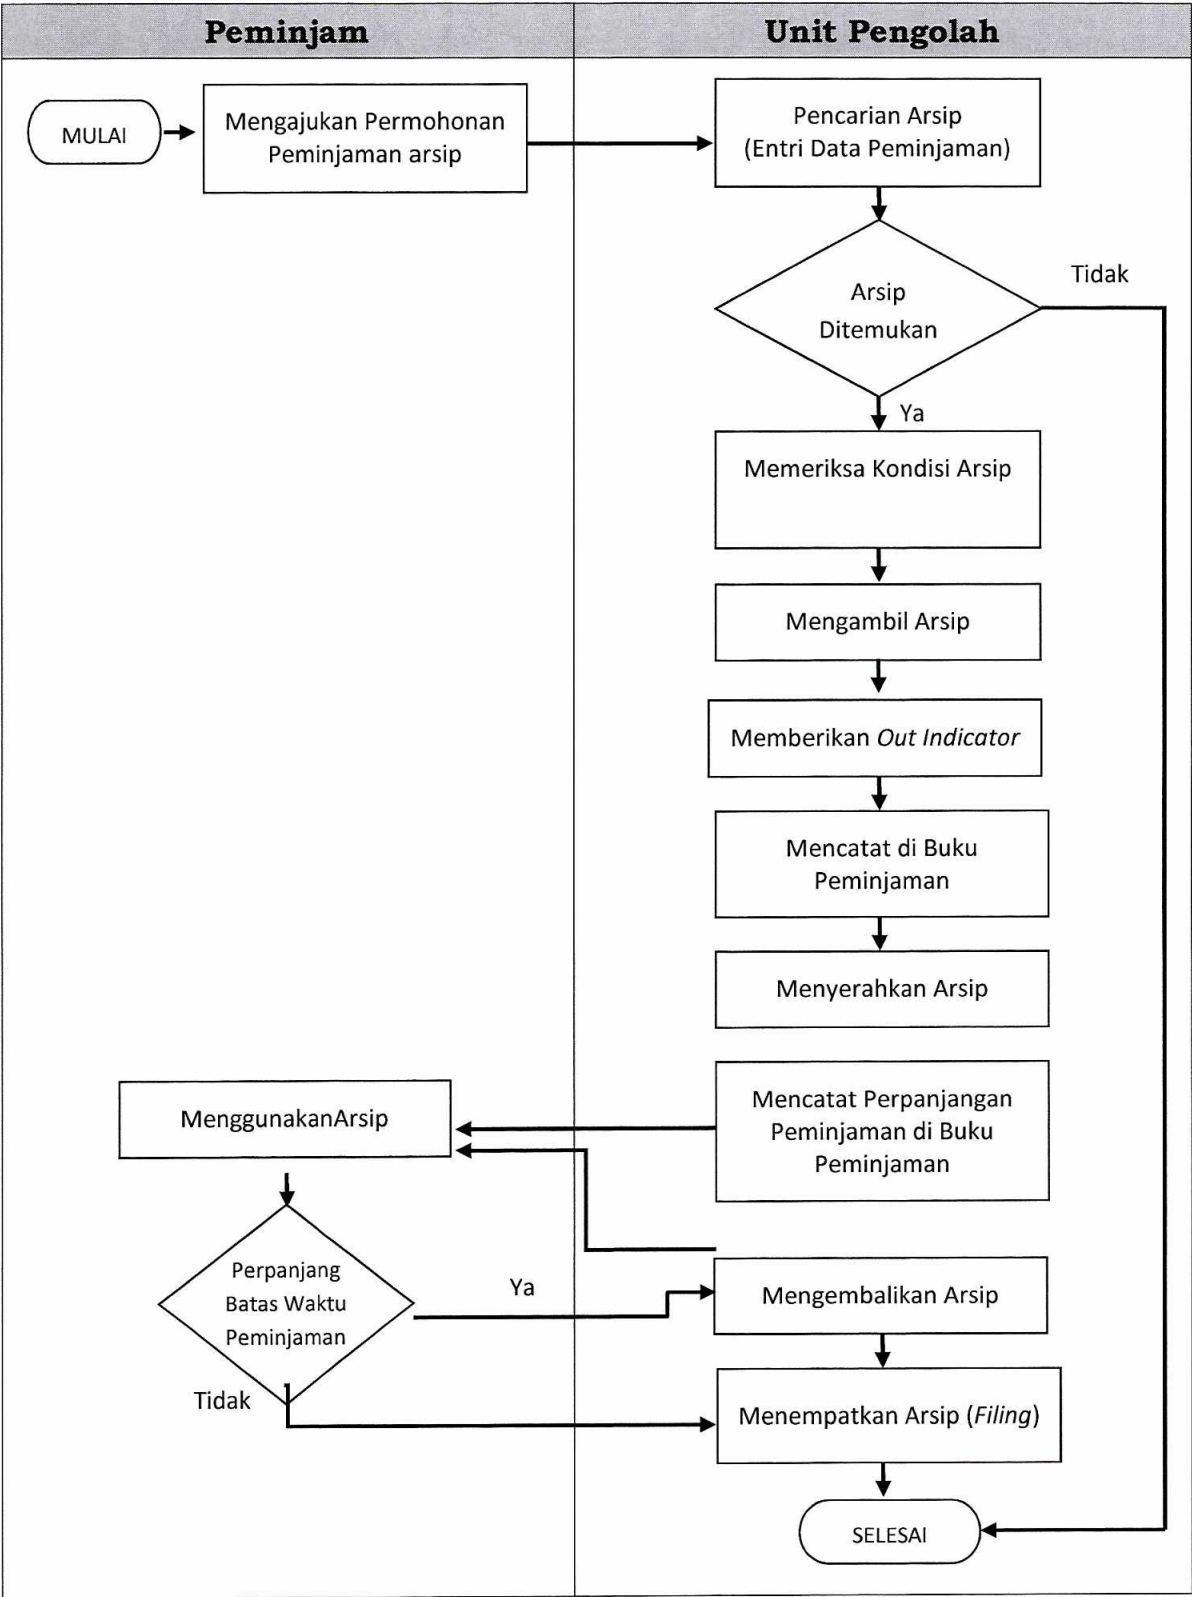 Peminjam
Unit Pengolah
MULAI
Mengajukan Permohonan
Peminjaman arsip
Pencarian Arsip
(Entri Data Peminjaman)
Arsip
Ditemukan
Tidak
Ya
Memeriksa Kondisi Arsip
Mengambil Arsip
Memberikan Out Indicator
Mencatat di Buku
Peminjaman
Menyerahkan Arsip
MenggunakanArsip
Mencatat Perpanjangan
Peminjaman di Buku
Peminjaman
Perpanjang
Batas Waktu
Peminjaman
Ya
Mengembalikan Arsip
Tidak
Menempatkan Arsip (Filing)
SELESAI